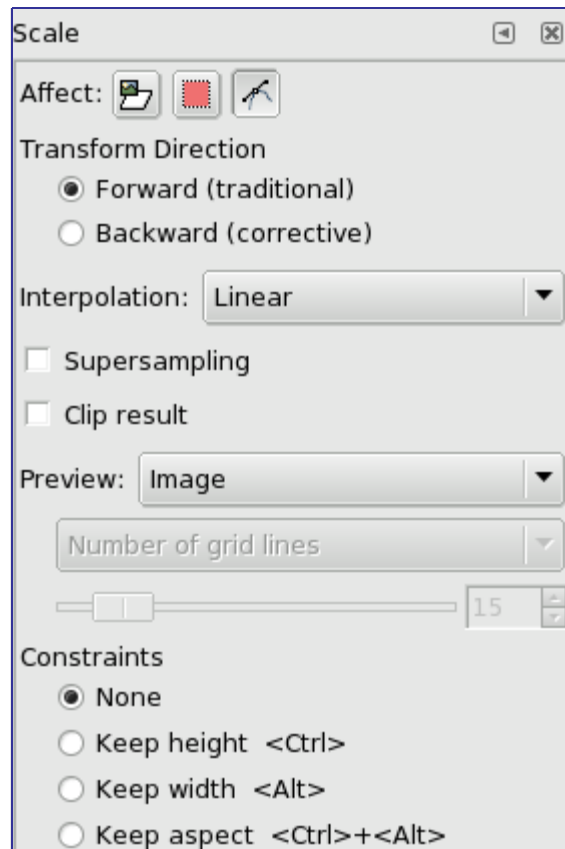 Scale
Affect:
Transform Direction
Forward (traditional)
Backward (corrective)
Interpolation: Linear
Supersampling
Clip result
Preview: Image
Number of grid lines
15
Constraints
None
Keep height <Ctrl>
Keep width <Alt>
Keep aspect <Ctrl>+<Alt>